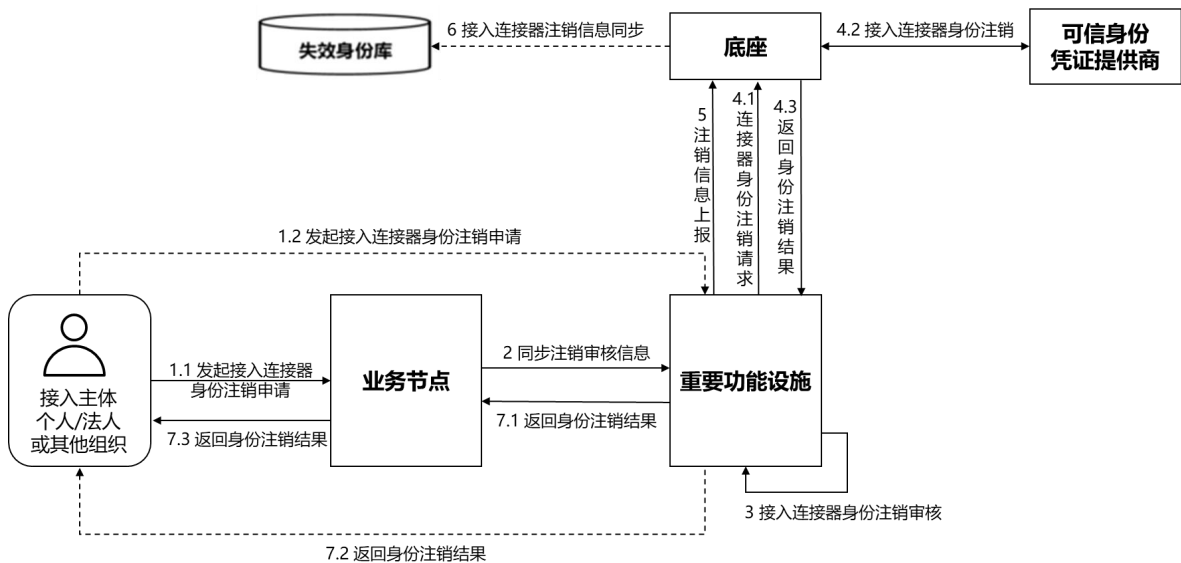 6 接入连接器注销信息同步
4.2 接入连接器身份注销
失效身份库
底座
可信身份
凭证提供商
5注销信息上报
4.1连接器身份注销请求
4.3返回身份注销结果
1.2 发起接入连接器身份注销申请
接入主体
个人/法人
或其他组织
1.1 发起接入连接器
身份注销申请
7.3 返回身份注销结果
业务节点
2 同步注销审核信息
7.1 返回身份注销结果
重要功能设施
3 接入连接器身份注销审核
7.2 返回身份注销结果